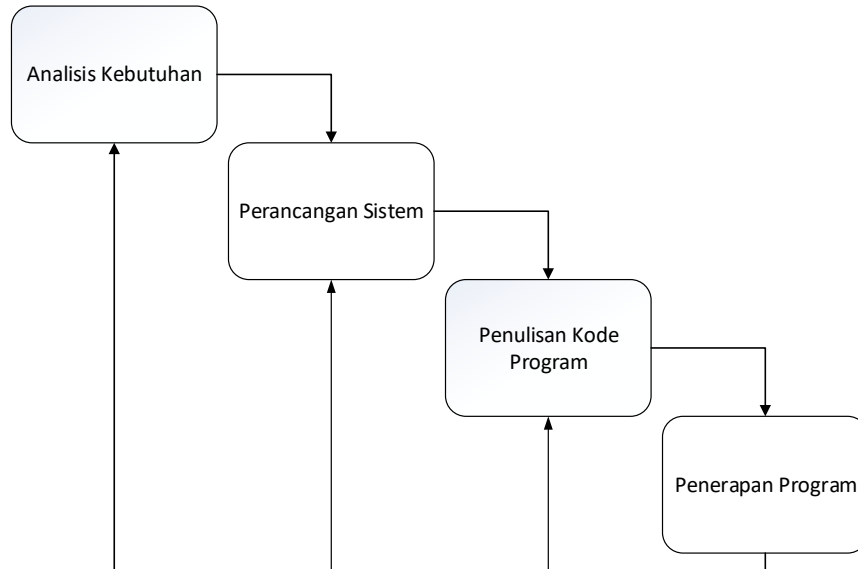 Analisis Kebutuhan
Perancangan Sistem
Penulisan Kode
Program
Penerapan Program